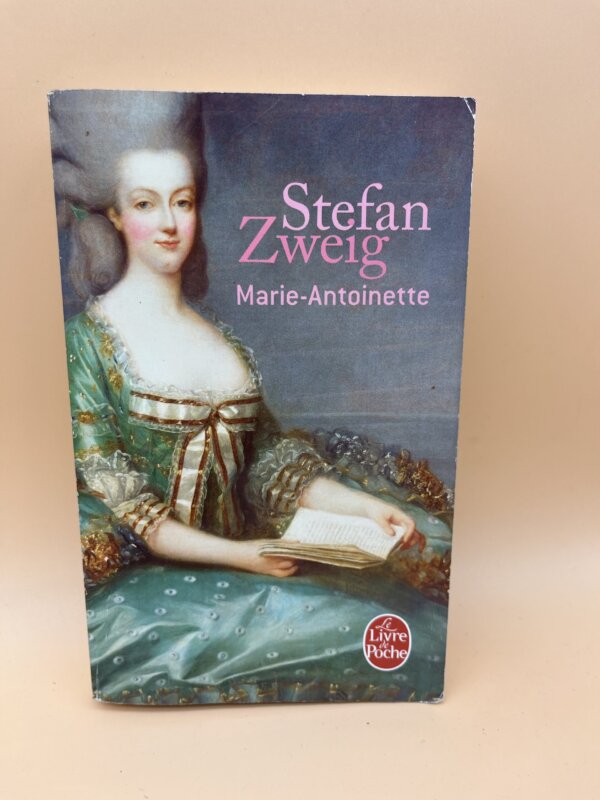 Stefan
Zweig
Marie-Antoinette
Le
Livre
de
Poche